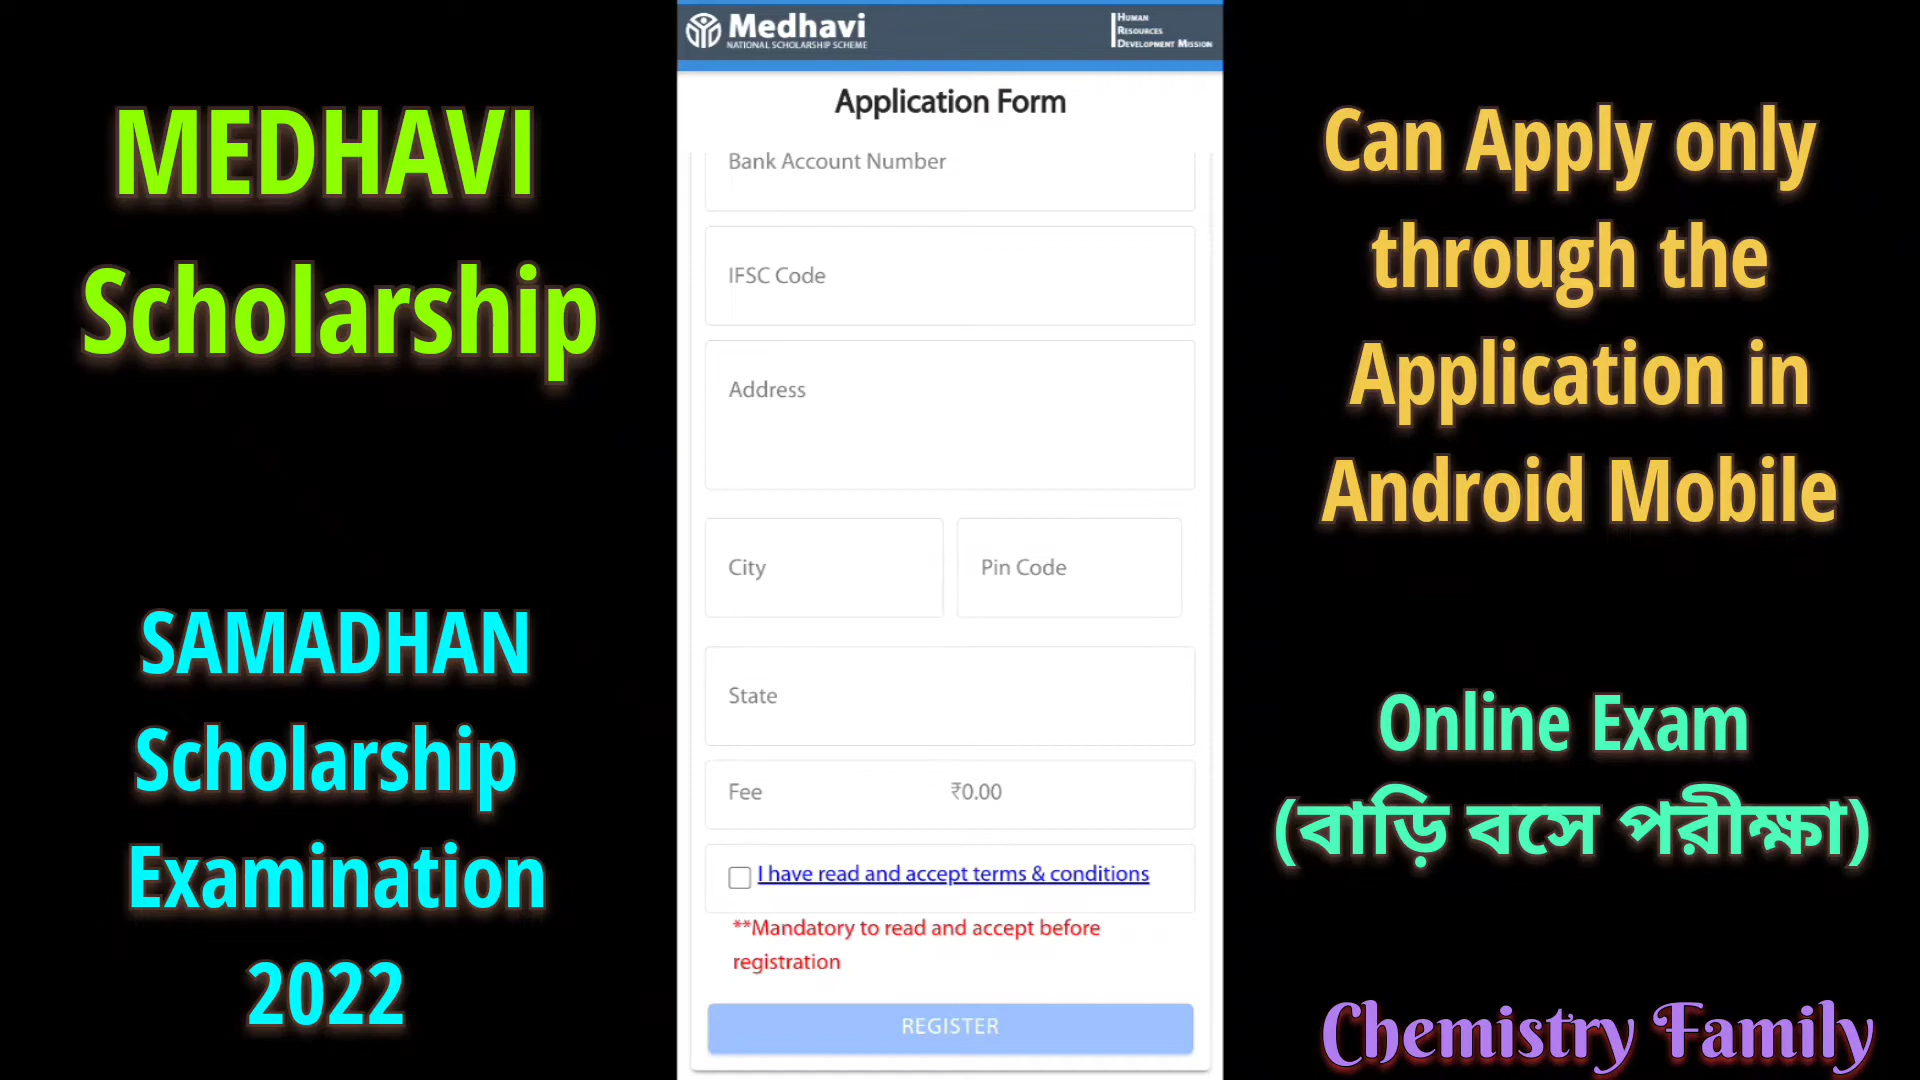 MEDHAVI
Scholarship
SAMADHAN
Scholarship
Examination
2022
Medhavi
NATIONAL SCHOLARSHIP SCHEME
HUMAN
RESOURCES
DEVELOPMENT MISSION
Application Form
Bank Account Number
IFSC Code
Address
City
Pin Code
State
Fee ₹0.00
I have read and accept terms & conditions
**Mandatory to read and accept before
registration
REGISTER
Can Apply only
through the
Application in
Android Mobile
Online Exam
(বাড়ি বসে পরীক্ষা)
Chemistry Family